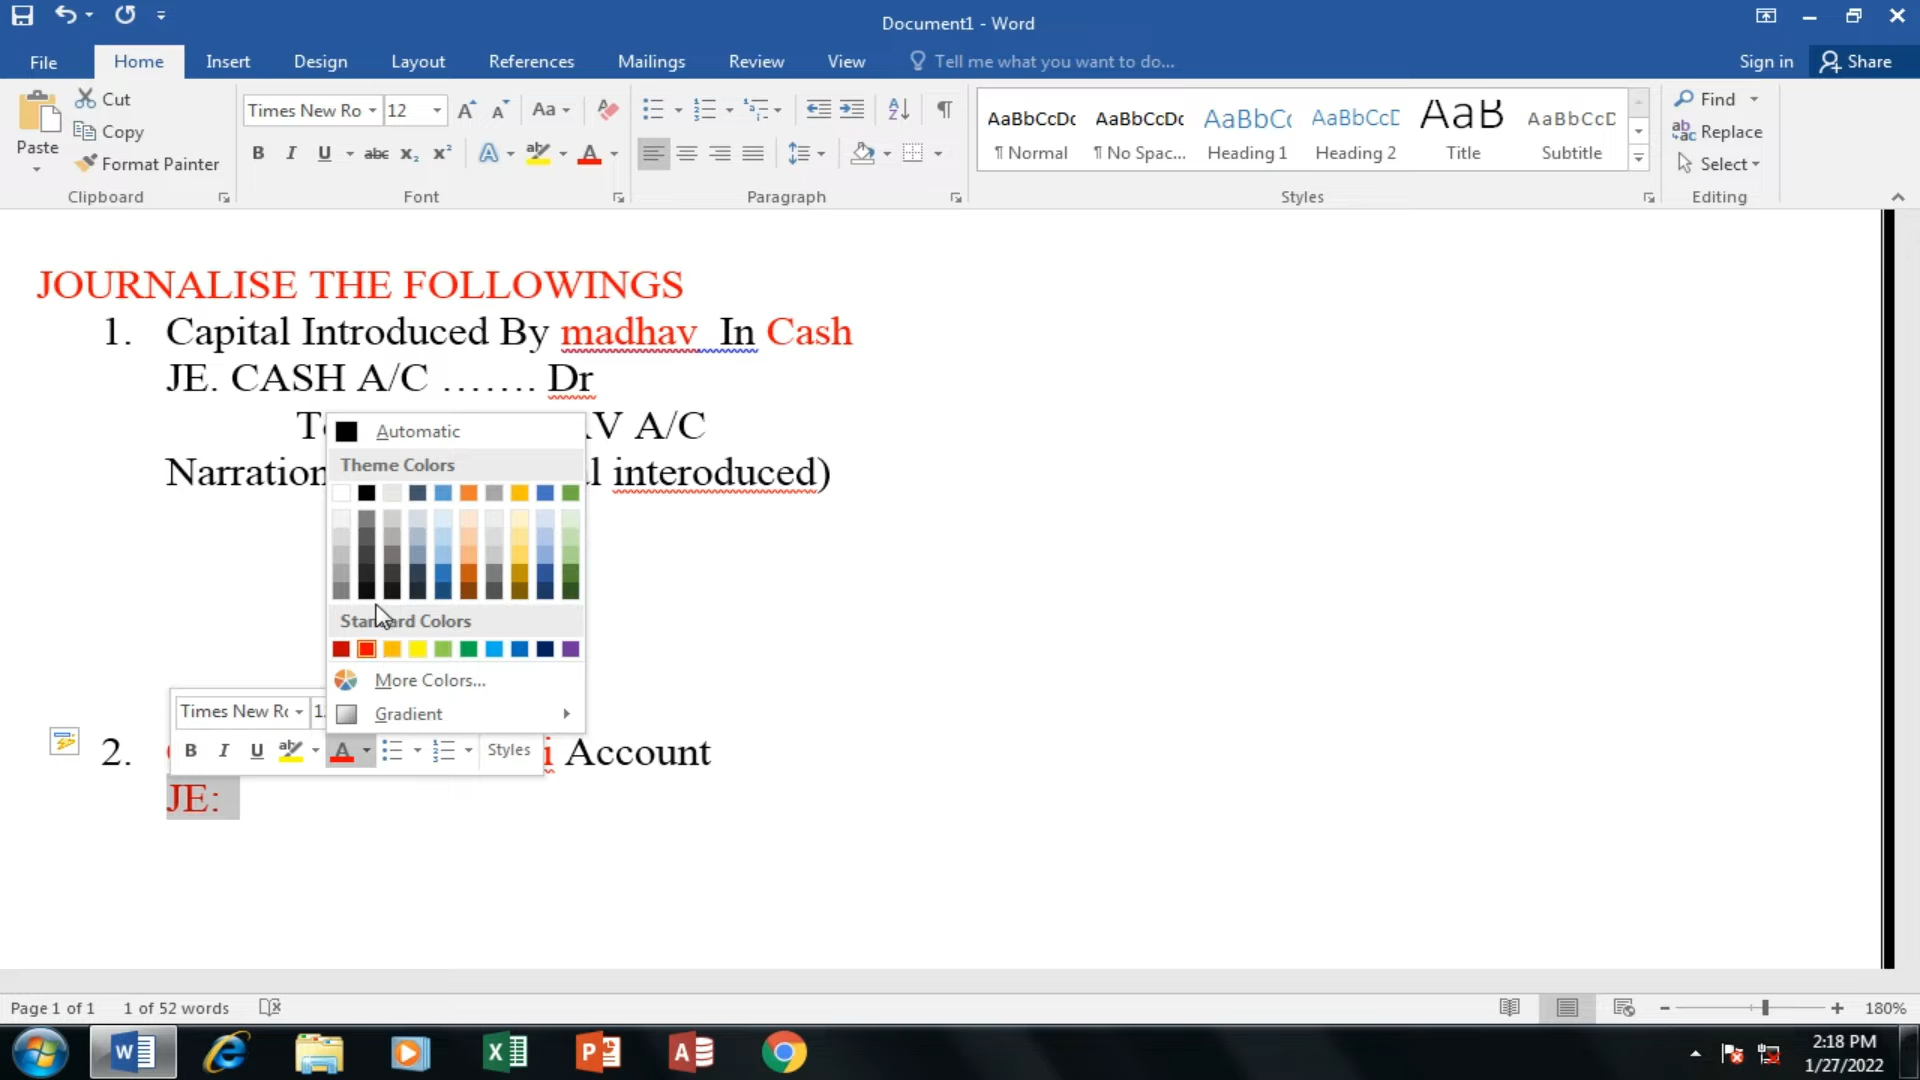 Document1 - Word
File Home Insert Design Layout References Mailings Review View Tell me what you want to do... Sign in Share
Paste
Cut
Copy
Format Painter
Clipboard
Times New Ro 12
Font
Paragraph
AaBbCcDc AaBbCcDc AaBbCc AaBbCcD AaB AaBbCcD
¶ Normal ¶ No Spac... Heading 1 Heading 2 Title Subtitle
Styles
Find
Replace
Select
Editing
JOURNALISE THE FOLLOWINGS
1. Capital Introduced By madhav In Cash
JE. CASH A/C ....... Dr
AV A/C
Narration interoduced)
Automatic
Theme Colors
Standard Colors
More Colors...
Gradient
Times New Ro
B I U A Styles
2. Account
JE:
Page 1 of 1 1 of 52 words 180%
2:18 PM
1/27/2022